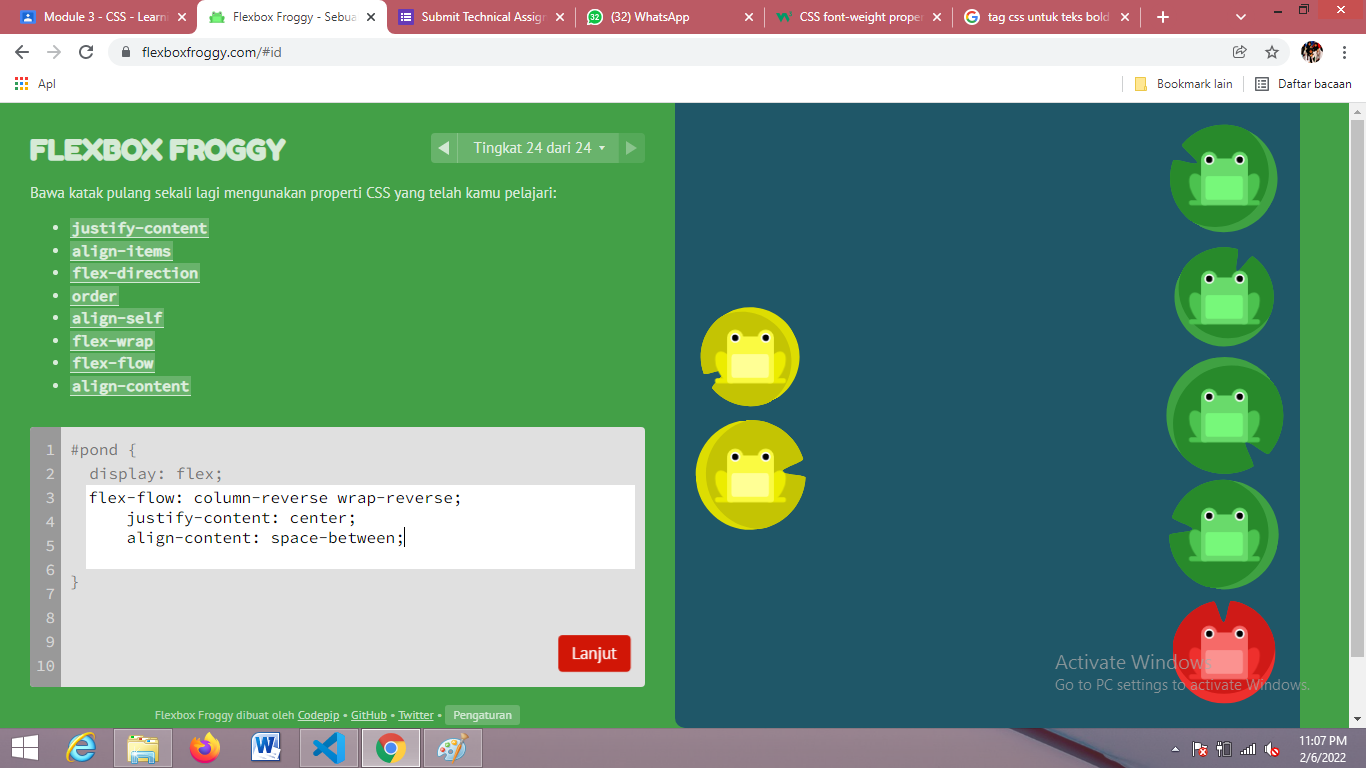 Module 3 - CSS - Learn
Flexbox Froggy - Sebua
Submit Technical Assign
32
(32) WhatsApp
CSS font-weight prope
tag css untuk teks bold
flexboxfroggy.com/#id
Apl
Bookmark lain
Daftar bacaan
FLEXBOX FROGGY
Tingkat 24 dari 24
Bawa katak pulang sekali lagi mengunakan properti CSS yang telah kamu pelajari:
• justify-content
• align-items
• flex-direction
• order
• align-self
• flex-wrap
• flex-flow
• align-content
1 #pond {
2 display: flex;
3 flex-flow: column-reverse wrap-reverse;
4 justify-content: center;
5 align-content: space-between;
6 }
7
8
9
10
Lanjut
Flexbox Froggy dibuat oleh Codepip • GitHub • Twitter • Pengaturan
Activate Windows
Go to PC settings to activate Windows.
11:07 PM
2/6/2022